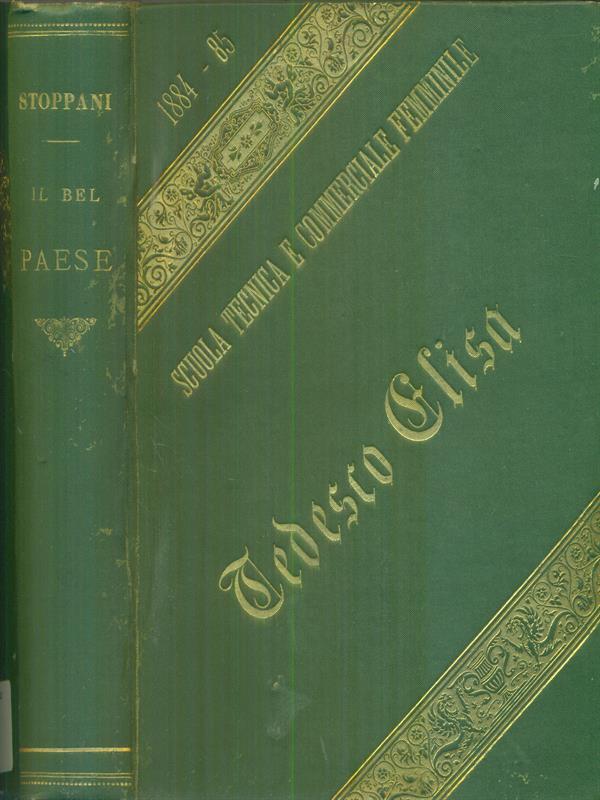 STOPPANI
IL BEL
PAESE
1884 - 85
SCUOLA TECNICA E COMMERCIALE FEMMINILE
Tedesco Elisa